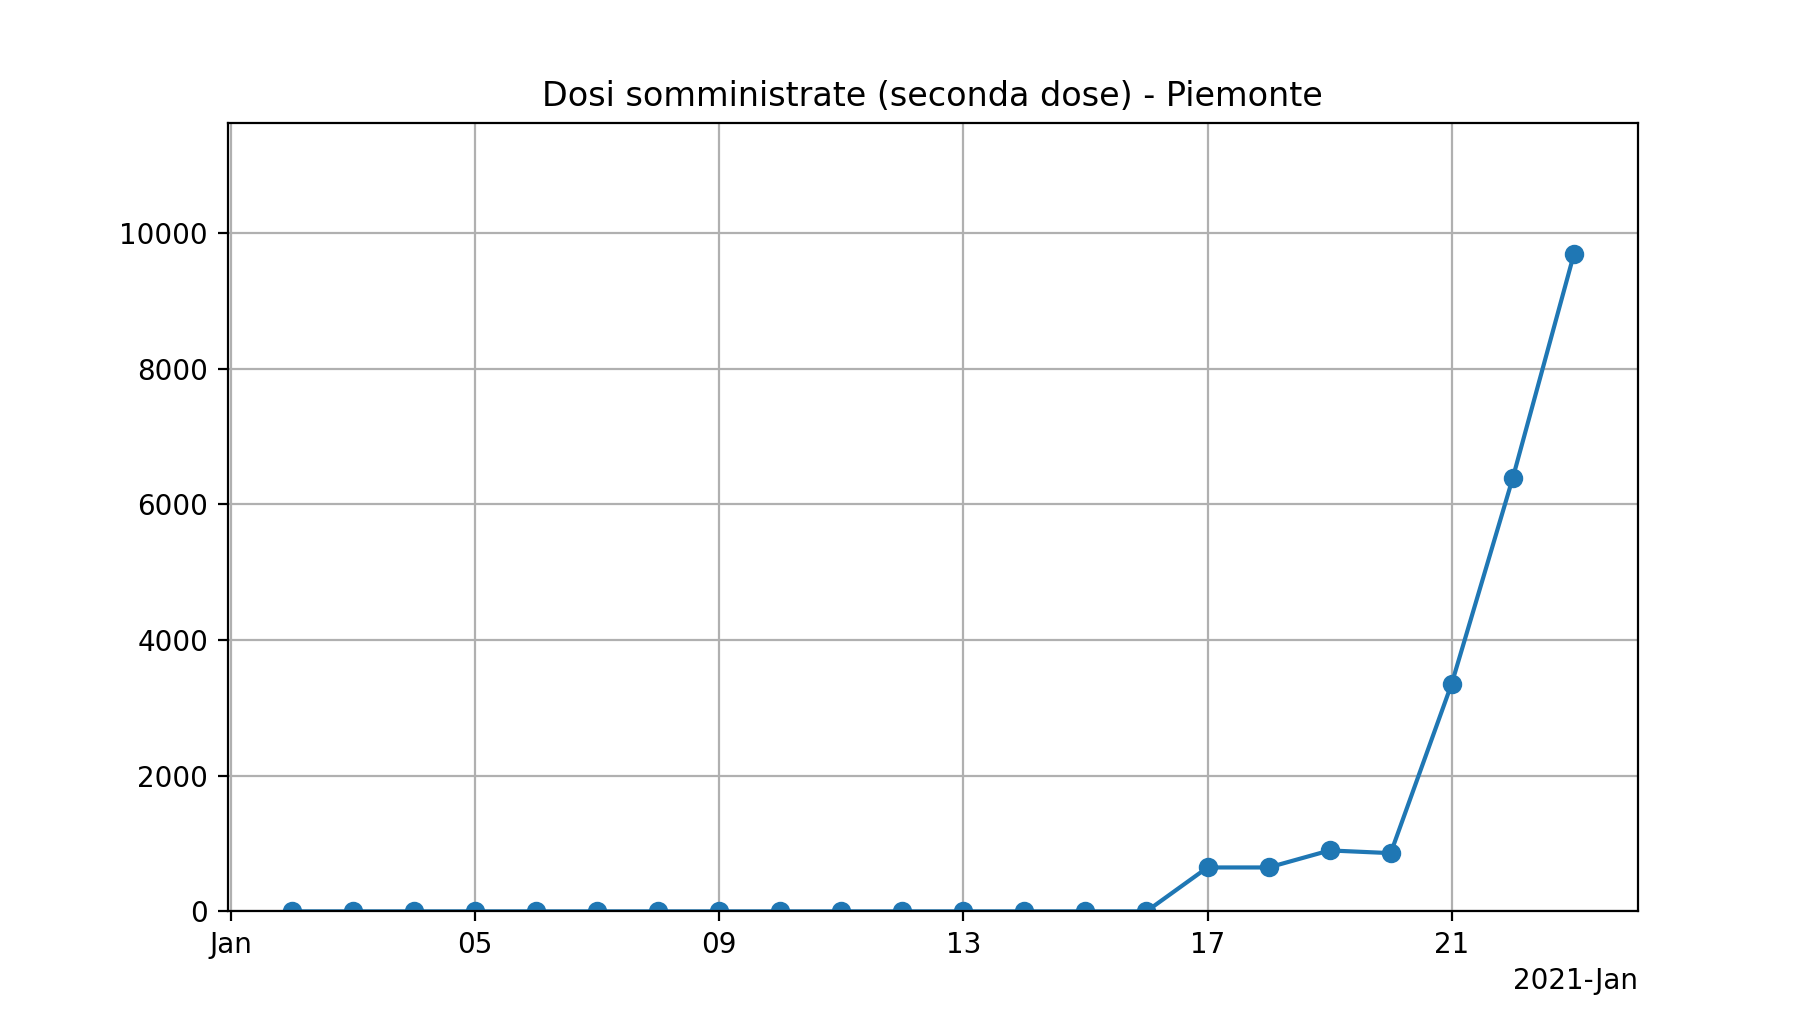 Dosi somministrate (seconda dose) - Piemonte
10000
8000
6000
4000
2000
0
Jan 05 09 13 17 21
2021-Jan